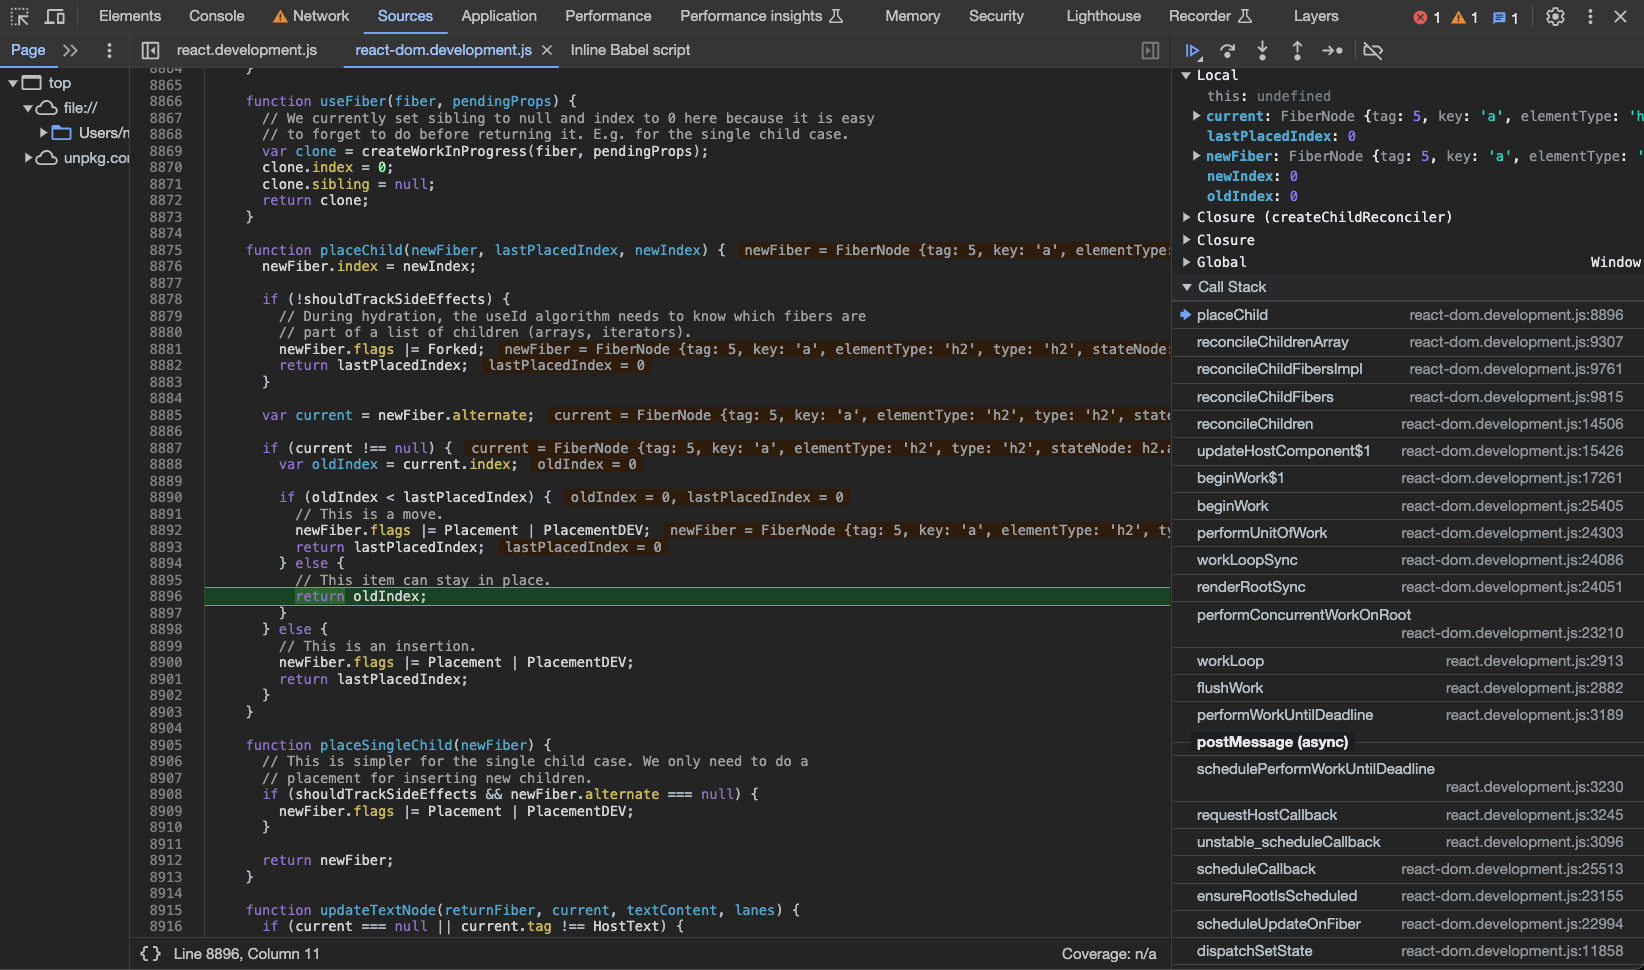 Elements Console Network Sources Application Performance Performance insights Memory Security Lighthouse Recorder Layers 1 1 1
Page react.development.js react-dom.development.js Inline Babel script
top
file://
Users/n
unpkg.co
8864 }
8865
8866 function useFiber(fiber, pendingProps) {
8867 // We currently set sibling to null and index to 0 here because it is easy
8868 // to forget to do before returning it. E.g. for the single child case.
8869 var clone = createWorkInProgress(fiber, pendingProps);
8870 clone.index = 0;
8871 clone.sibling = null;
8872 return clone;
8873 }
8874
8875 function placeChild(newFiber, lastPlacedIndex, newIndex) { newFiber = FiberNode {tag: 5, key: 'a', elementType:
8876 newFiber.index = newIndex;
8877
8878 if (!shouldTrackSideEffects) {
8879 // During hydration, the useId algorithm needs to know which fibers are
8880 // part of a list of children (arrays, iterators).
8881 newFiber.flags |= Forked; newFiber = FiberNode {tag: 5, key: 'a', elementType: 'h2', type: 'h2', stateNode:
8882 return lastPlacedIndex; lastPlacedIndex = 0
8883 }
8884
8885 var current = newFiber.alternate; current = FiberNode {tag: 5, key: 'a', elementType: 'h2', type: 'h2', state
8886
8887 if (current !== null) { current = FiberNode {tag: 5, key: 'a', elementType: 'h2', type: 'h2', stateNode: h2.a
8888 var oldIndex = current.index; oldIndex = 0
8889
8890 if (oldIndex < lastPlacedIndex) { oldIndex = 0, lastPlacedIndex = 0
8891 // This is a move.
8892 newFiber.flags |= Placement | PlacementDEV; newFiber = FiberNode {tag: 5, key: 'a', elementType: 'h2', ty
8893 return lastPlacedIndex; lastPlacedIndex = 0
8894 } else {
8895 // This item can stay in place.
8896 return oldIndex;
8897 }
8898 } else {
8899 // This is an insertion.
8900 newFiber.flags |= Placement | PlacementDEV;
8901 return lastPlacedIndex;
8902 }
8903 }
8904
8905 function placeSingleChild(newFiber) {
8906 // This is simpler for the single child case. We only need to do a
8907 // placement for inserting new children.
8908 if (shouldTrackSideEffects && newFiber.alternate === null) {
8909 newFiber.flags |= Placement | PlacementDEV;
8910 }
8911
8912 return newFiber;
8913 }
8914
8915 function updateTextNode(returnFiber, current, textContent, lanes) {
8916 if (current === null || current.tag !== HostText) {
{} Line 8896, Column 11 Coverage: n/a
Local
this: undefined
current: FiberNode {tag: 5, key: 'a', elementType: 'h
lastPlacedIndex: 0
newFiber: FiberNode {tag: 5, key: 'a', elementType: '
newIndex: 0
oldIndex: 0
Closure (createChildReconciler)
Closure
Global Window
Call Stack
placeChild react-dom.development.js:8896
reconcileChildrenArray react-dom.development.js:9307
reconcileChildFibersImpl react-dom.development.js:9761
reconcileChildFibers react-dom.development.js:9815
reconcileChildren react-dom.development.js:14506
updateHostComponent$1 react-dom.development.js:15426
beginWork$1 react-dom.development.js:17261
beginWork react-dom.development.js:25405
performUnitOfWork react-dom.development.js:24303
workLoopSync react-dom.development.js:24086
renderRootSync react-dom.development.js:24051
performConcurrentWorkOnRoot
react-dom.development.js:23210
workLoop react.development.js:2913
flushWork react.development.js:2882
performWorkUntilDeadline react.development.js:3189
postMessage (async)
schedulePerformWorkUntilDeadline
react.development.js:3230
requestHostCallback react.development.js:3245
unstable_scheduleCallback react.development.js:3096
scheduleCallback react-dom.development.js:25513
ensureRootIsScheduled react-dom.development.js:23155
scheduleUpdateOnFiber react-dom.development.js:22994
dispatchSetState react-dom.development.js:11858